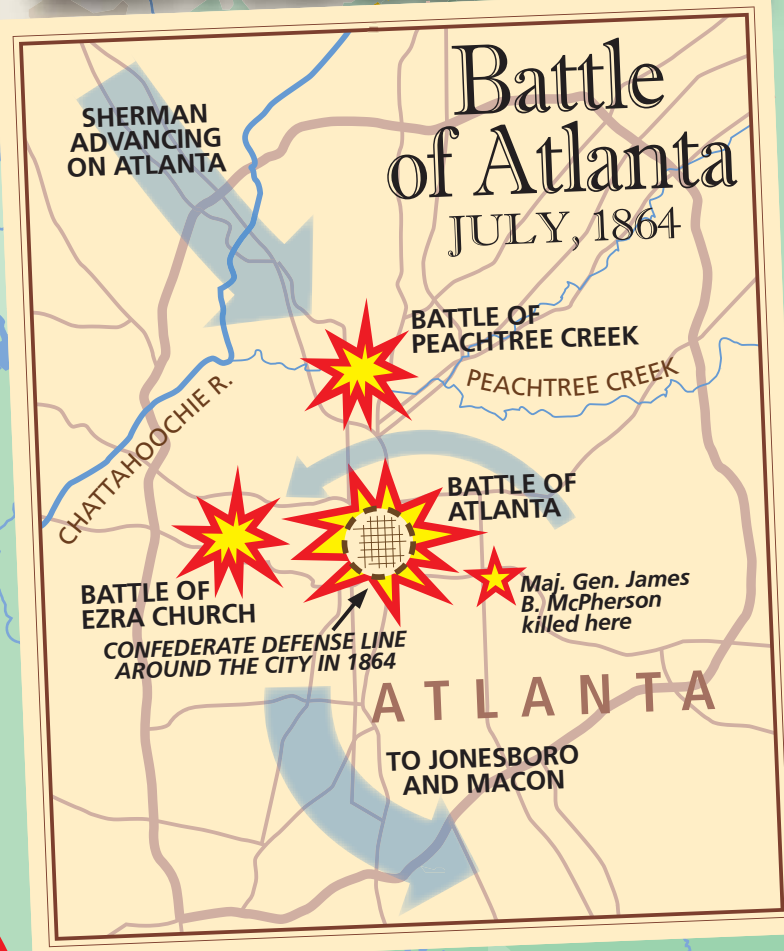 Battle
of Atlanta
JULY, 1864
SHERMAN
ADVANCING
ON ATLANTA
BATTLE OF
PEACHTREE CREEK
PEACHTREE CREEK
CHATTAHOOCHIE R.
BATTLE OF
ATLANTA
Maj. Gen. James
B. McPherson
killed here
BATTLE OF
EZRA CHURCH
CONFEDERATE DEFENSE LINE
AROUND THE CITY IN 1864
ATLANTA
TO JONESBORO
AND MACON